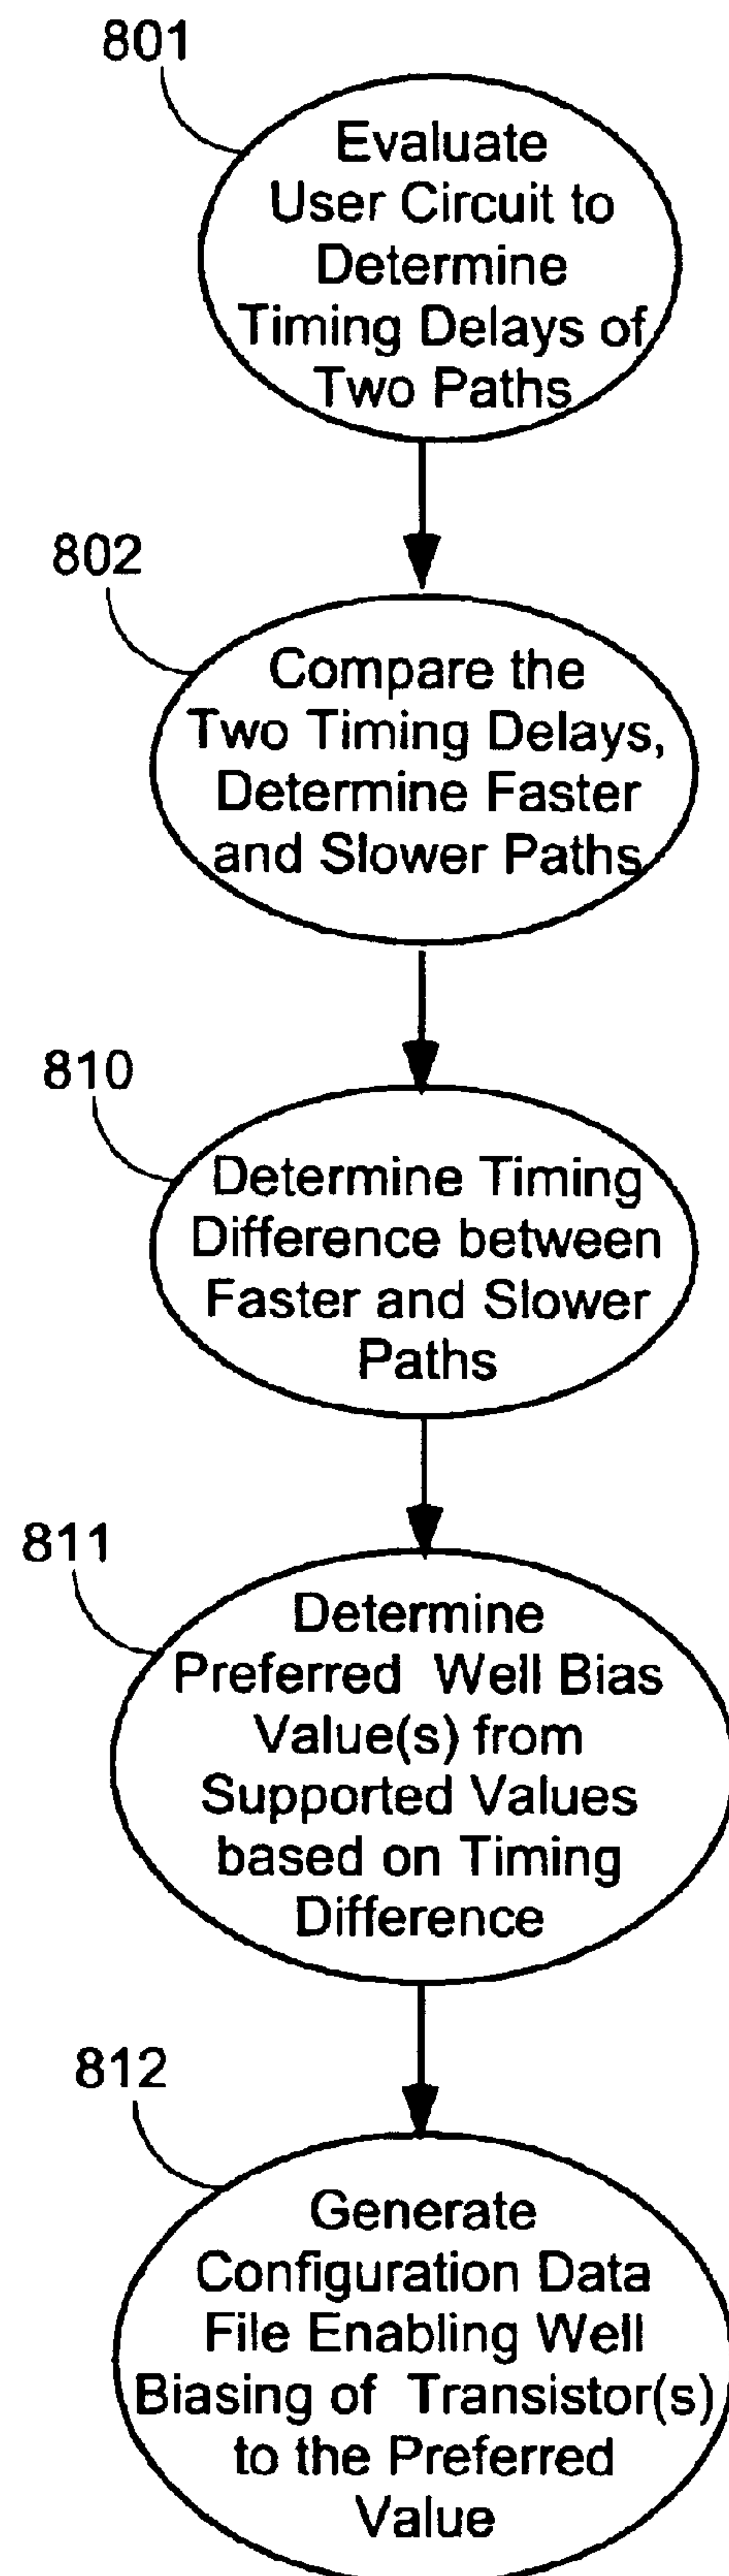 801
Evaluate
User Circuit to
Determine
Timing Delays of
Two Paths
802
Compare the
Two Timing Delays,
Determine Faster
and Slower Paths
810
Determine Timing
Difference between
Faster and Slower
Paths
811
Determine
Preferred Well Bias
Value(s) from
Supported Values
based on Timing
Difference
812
Generate
Configuration Data
File Enabling Well
Biasing of Transistor(s)
to the Preferred
Value